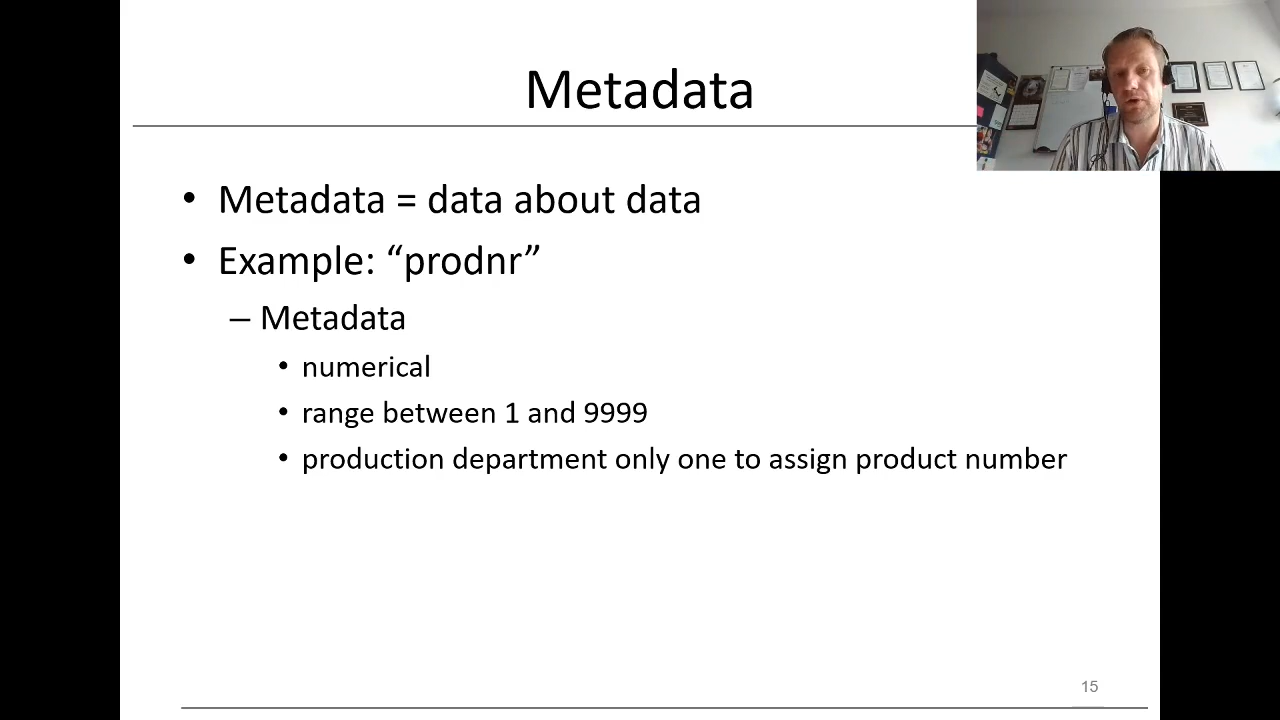 Metadata
• Metadata = data about data
• Example: “prodnr”
– Metadata
• numerical
• range between 1 and 9999
• production department only one to assign product number
15